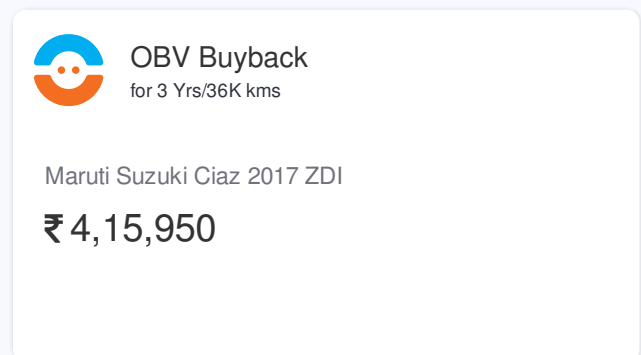 OBV Buyback
for 3 Yrs/36K kms
Maruti Suzuki Ciaz 2017 ZDI
₹ 4,15,950